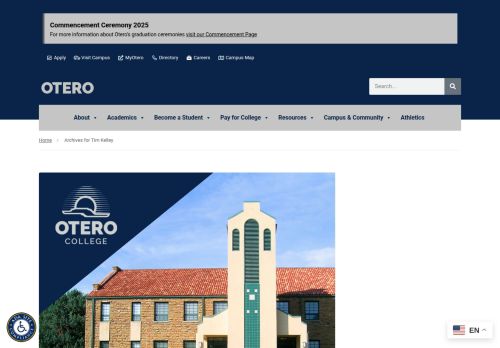 Commencement Ceremony 2025
For more information about Otero's graduation ceremonies visit our Commencement Page
Apply Visit Campus MyOtero Directory Careers Campus Map
OTERO
Search...
About Academics Become a Student Pay for College Resources Campus & Community Athletics
Home › Archives for Tim Kelley
OTERO
COLLEGE
EN